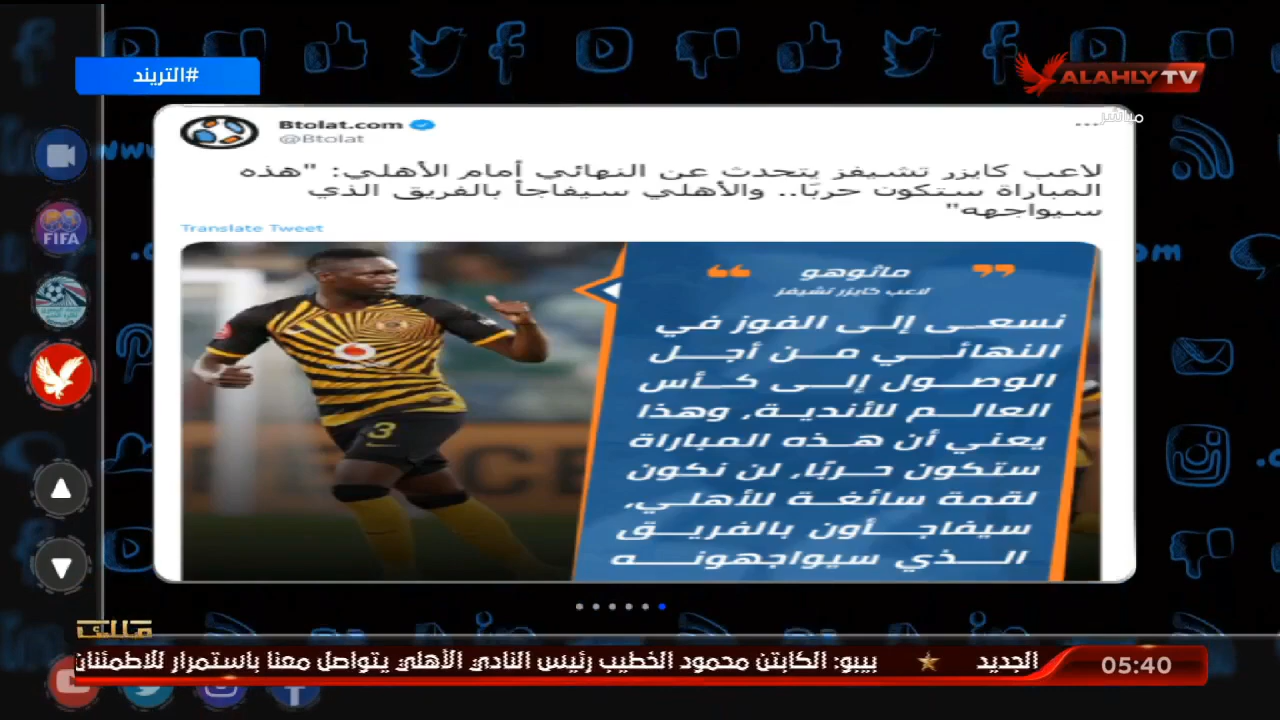 #التريند
ALAHLY TV
مباشر
Btolat.com
@Btolat
لاعب كايزر تشيفز يتحدث عن النهائي أمام الأهلي: "هذه
المباراة ستكون حربًا.. والأهلي سيفاجأ بالفريق الذي
سيواجهه"
Translate Tweet
ماثوهو
لاعب كايزر تشيفز
نسعى إلى الفوز في
النهائي من أجل
الوصول إلى كأس
العالم للأندية، وهذا
يعني أن هذه المباراة
ستكون حربًا، لن نكون
لقمة سائغة للأهلي،
سيفاجأون بالفريق
الذي سيواجهونه
3
FIFA
ملك
الجديد
بيبو: الكابتن محمود الخطيب رئيس النادي الأهلي يتواصل معنا باستمرار للاطمئنان
05:40